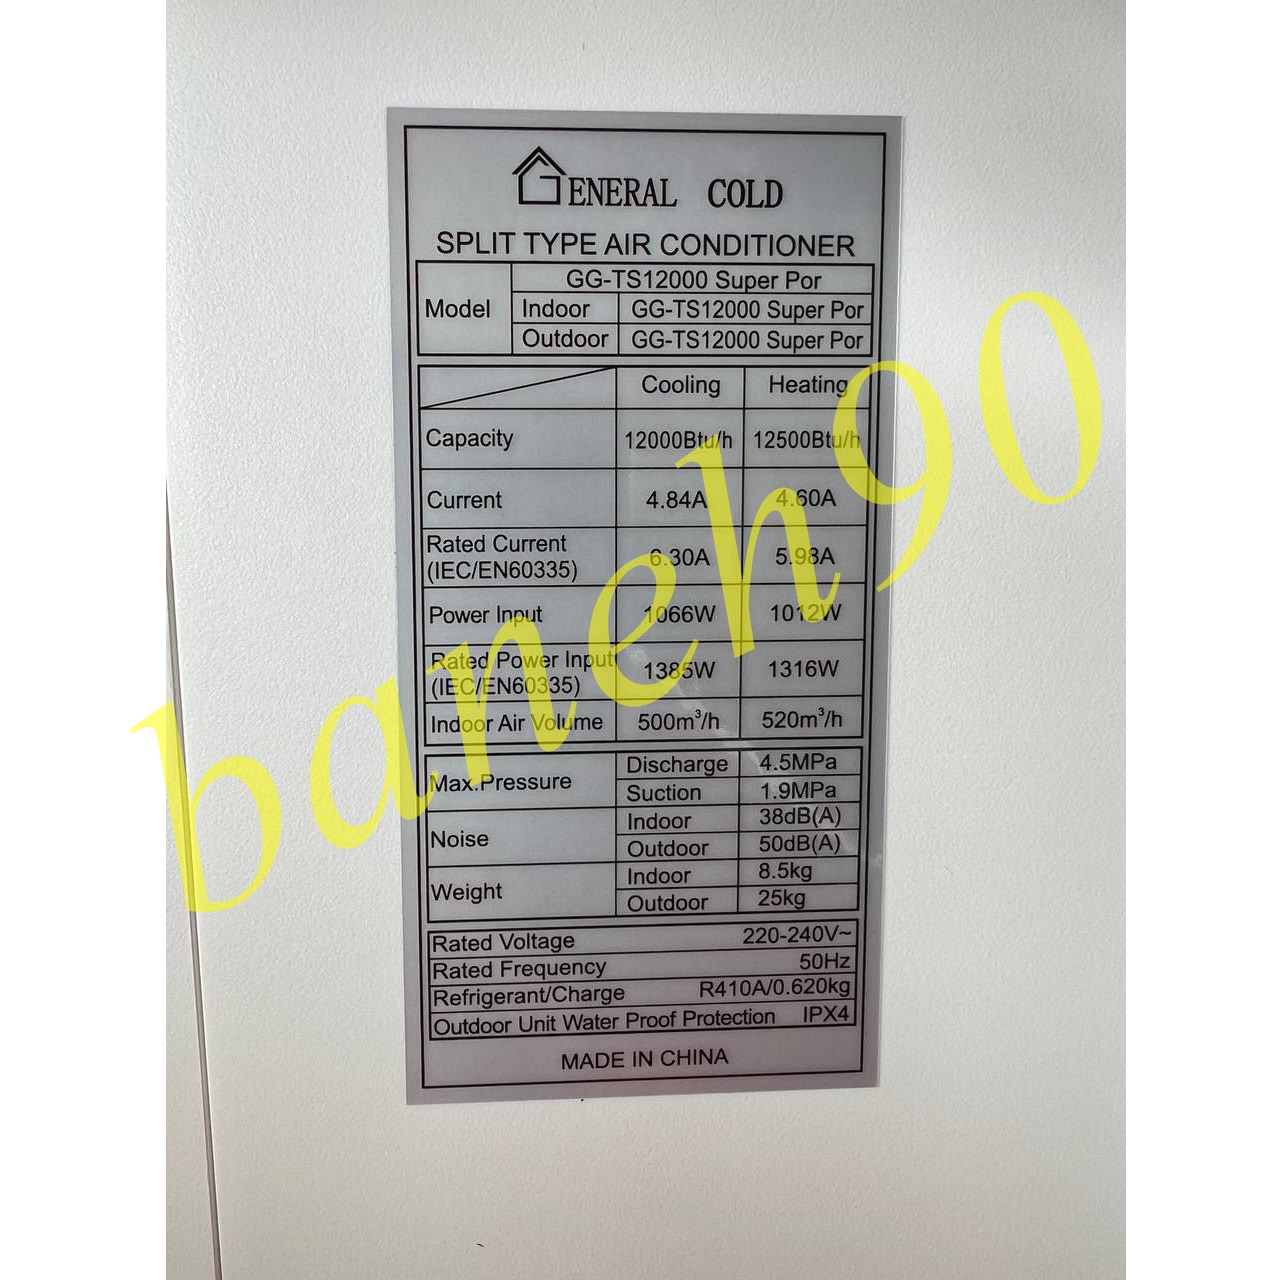 GENERAL COLD
SPLIT TYPE AIR CONDITIONER
Model GG-TS12000 Super Por
Indoor GG-TS12000 Super Por
Outdoor GG-TS12000 Super Por
Cooling Heating
Capacity 12000Btu/h 12500Btu/h
Current 4.84A 4.60A
Rated Current (IEC/EN60335) 6.30A 5.98A
Power Input 1066W 1012W
Rated Power Input (IEC/EN60335) 1385W 1316W
Indoor Air Volume 500m³/h 520m³/h
Max.Pressure Discharge 4.5MPa
Suction 1.9MPa
Noise Indoor 38dB(A)
Outdoor 50dB(A)
Weight Indoor 8.5kg
Outdoor 25kg
Rated Voltage 220-240V~
Rated Frequency 50Hz
Refrigerant/Charge R410A/0.620kg
Outdoor Unit Water Proof Protection IPX4
MADE IN CHINA
baneh90